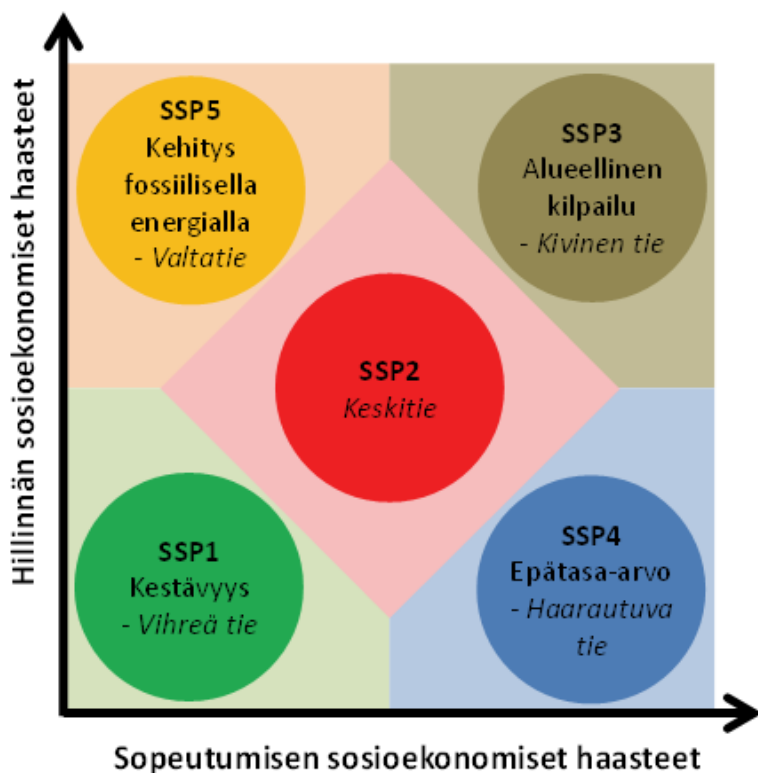 Hillinnän sosioekonomiset haasteet
SSP5
Kehitys
fossiilisella
energialla
- Valtatie
SSP3
Alueellinen
kilpailu
- Kivinen tie
SSP2
Keskitie
SSP1
Kestävyys
- Vihreä tie
SSP4
Epätasa-arvo
- Haarautuva
tie
Sopeutumisen sosioekonomiset haasteet